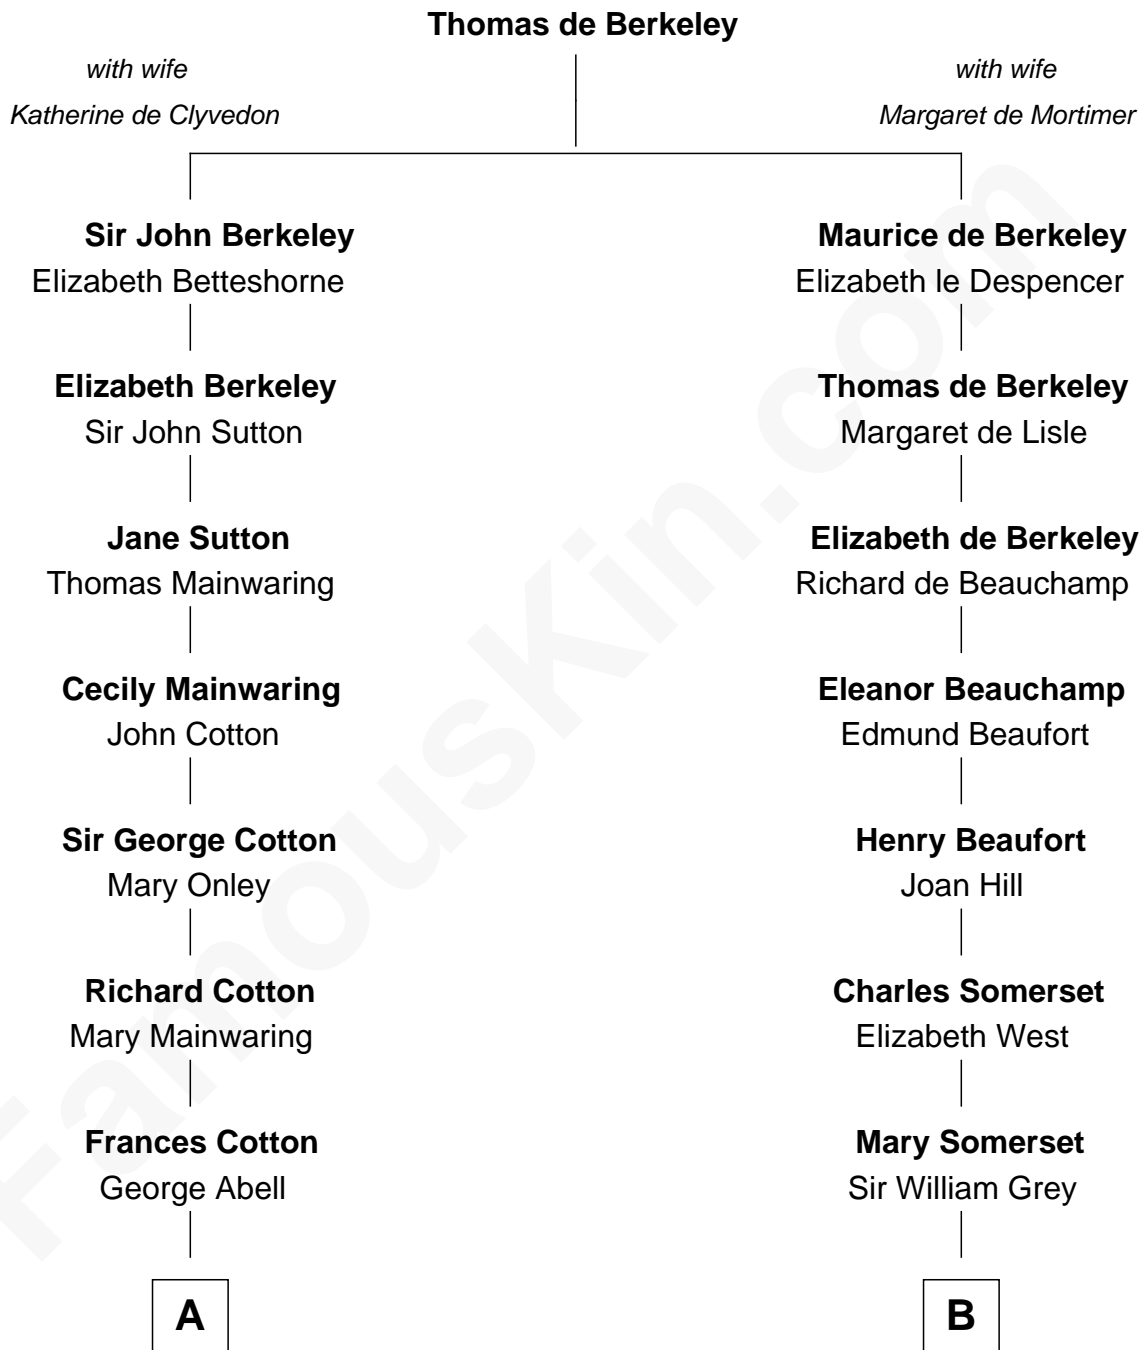 Thomas de Berkeley
with wife
Katherine de Clyvedon
with wife
Margaret de Mortimer
Sir John Berkeley
Elizabeth Betteshorne
Maurice de Berkeley
Elizabeth le Despencer
Elizabeth Berkeley
Sir John Sutton
Thomas de Berkeley
Margaret de Lisle
Jane Sutton
Thomas Mainwaring
Elizabeth de Berkeley
Richard de Beauchamp
Cecily Mainwaring
John Cotton
Eleanor Beauchamp
Edmund Beaufort
Sir George Cotton
Mary Onley
Henry Beaufort
Joan Hill
Richard Cotton
Mary Mainwaring
Charles Somerset
Elizabeth West
Frances Cotton
George Abell
Mary Somerset
Sir William Grey
A
B
FamousKin.com